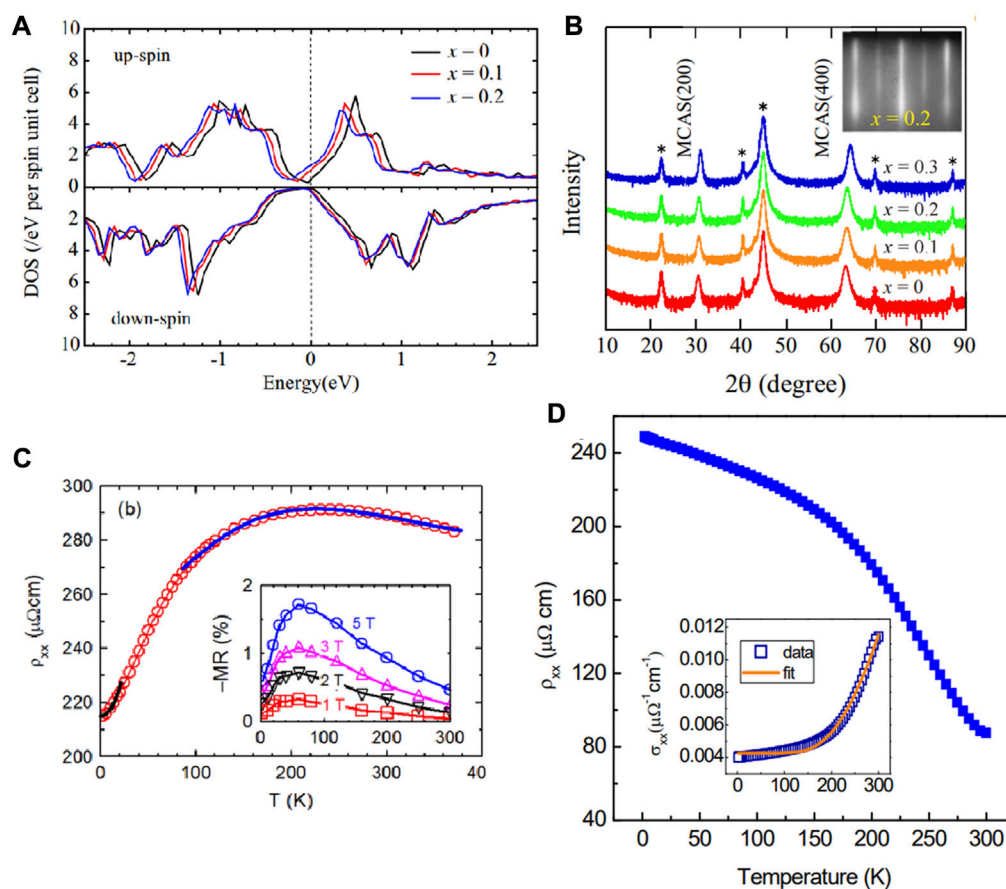 A
10
8
6
4
2
0
2
4
6
8
10
up-spin
x = 0
x = 0.1
x = 0.2
down-spin
DOS (/eV per spin unit cell)
-2 -1 0 1 2
Energy(eV)
B
MCAS(200)
MCAS(400)
x = 0.2
* * * * *
x = 0.3
x = 0.2
x = 0.1
x = 0
Intensity
10 20 30 40 50 60 70 80 90
2θ (degree)
C
(b)
300
280
260
240
220
200
ρxx (μΩcm)
0 100 200 300 40
T (K)
2
1
0
−MR (%)
5 T
3 T
2 T
1 T
0 100 200 300
D
240
200
160
120
80
40
ρxx (μΩ cm)
0 50 100 150 200 250 300
Temperature (K)
0.012
0.010
0.008
0.006
0.004
σxx (μΩ-1 cm-1)
data
fit
0 100 200 300